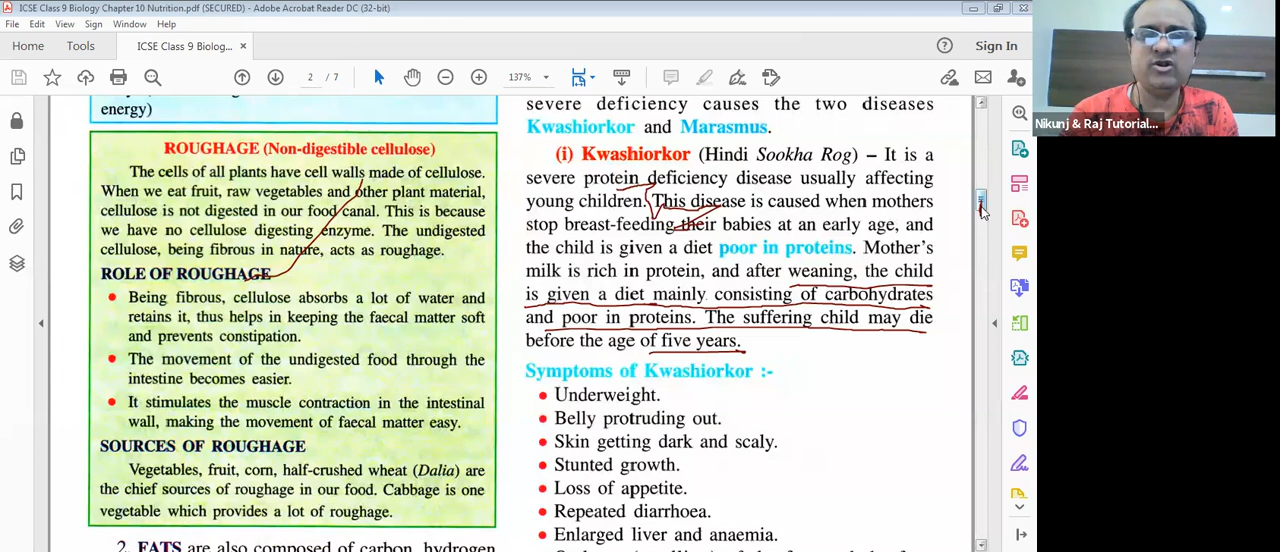 ICSE Class 9 Biology Chapter 10 Nutrition.pdf (SECURED) - Adobe Acrobat Reader DC (32-bit)
File Edit View Sign Window Help
Home Tools ICSE Class 9 Biolog... × Sign In
2 / 7 137%
energy)
ROUGHAGE (Non-digestible cellulose)
The cells of all plants have cell walls made of cellulose.
When we eat fruit, raw vegetables and other plant material,
cellulose is not digested in our food canal. This is because
we have no cellulose digesting enzyme. The undigested
cellulose, being fibrous in nature, acts as roughage.
ROLE OF ROUGHAGE
• Being fibrous, cellulose absorbs a lot of water and
retains it, thus helps in keeping the faecal matter soft
and prevents constipation.
• The movement of the undigested food through the
intestine becomes easier.
• It stimulates the muscle contraction in the intestinal
wall, making the movement of faecal matter easy.
SOURCES OF ROUGHAGE
Vegetables, fruit, corn, half-crushed wheat (Dalia) are
the chief sources of roughage in our food. Cabbage is one
vegetable which provides a lot of roughage.
2. FATS are also composed of carbon, hydrogen
severe deficiency causes the two diseases
Kwashiorkor and Marasmus.
(i) Kwashiorkor (Hindi Sookha Rog) – It is a
severe protein deficiency disease usually affecting
young children. This disease is caused when mothers
stop breast-feeding their babies at an early age, and
the child is given a diet poor in proteins. Mother's
milk is rich in protein, and after weaning, the child
is given a diet mainly consisting of carbohydrates
and poor in proteins. The suffering child may die
before the age of five years.
Symptoms of Kwashiorkor :-
• Underweight.
• Belly protruding out.
• Skin getting dark and scaly.
• Stunted growth.
• Loss of appetite.
• Repeated diarrhoea.
• Enlarged liver and anaemia.
Nikunj & Raj Tutorial...